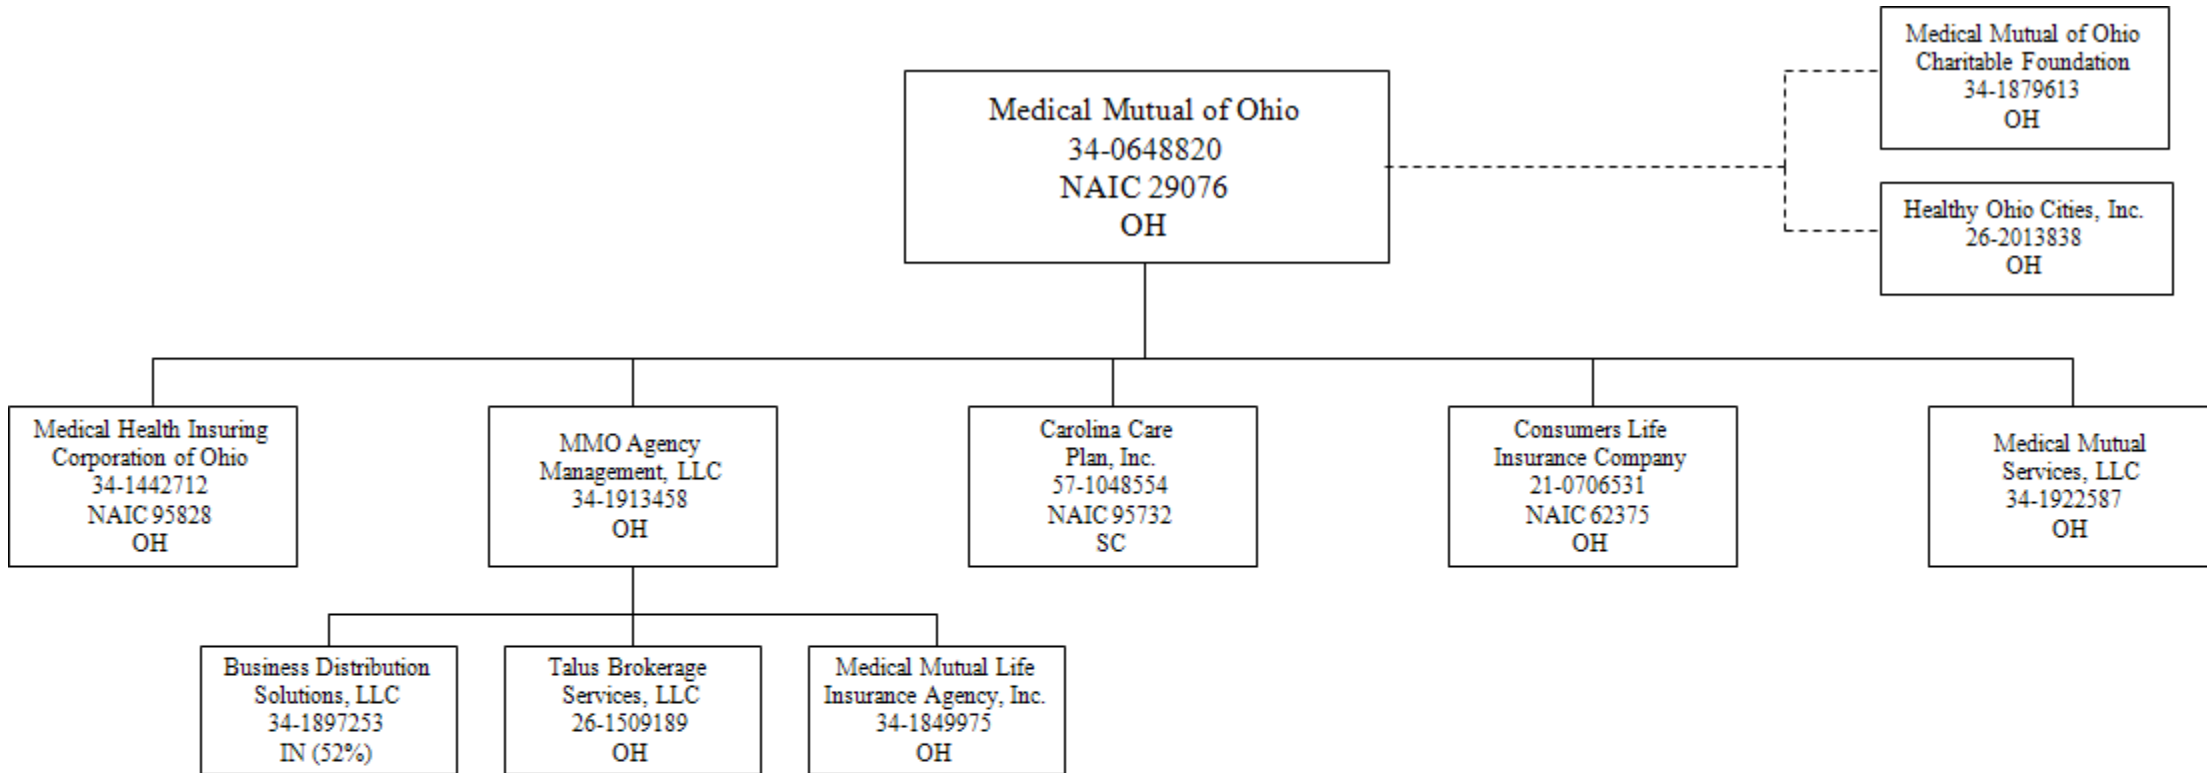 Medical Mutual of Ohio
Charitable Foundation
34-1879613
OH
Medical Mutual of Ohio
34-0648820
NAIC 29076
OH
Healthy Ohio Cities, Inc.
26-2013838
OH
Medical Health Insuring
Corporation of Ohio
34-1442712
NAIC 95828
OH
MMO Agency
Management, LLC
34-1913458
OH
Carolina Care
Plan, Inc.
57-1048554
NAIC 95732
SC
Consumers Life
Insurance Company
21-0706531
NAIC 62375
OH
Medical Mutual
Services, LLC
34-1922587
OH
Business Distribution
Solutions, LLC
34-1897253
IN (52%)
Talus Brokerage
Services, LLC
26-1509189
OH
Medical Mutual Life
Insurance Agency, Inc.
34-1849975
OH